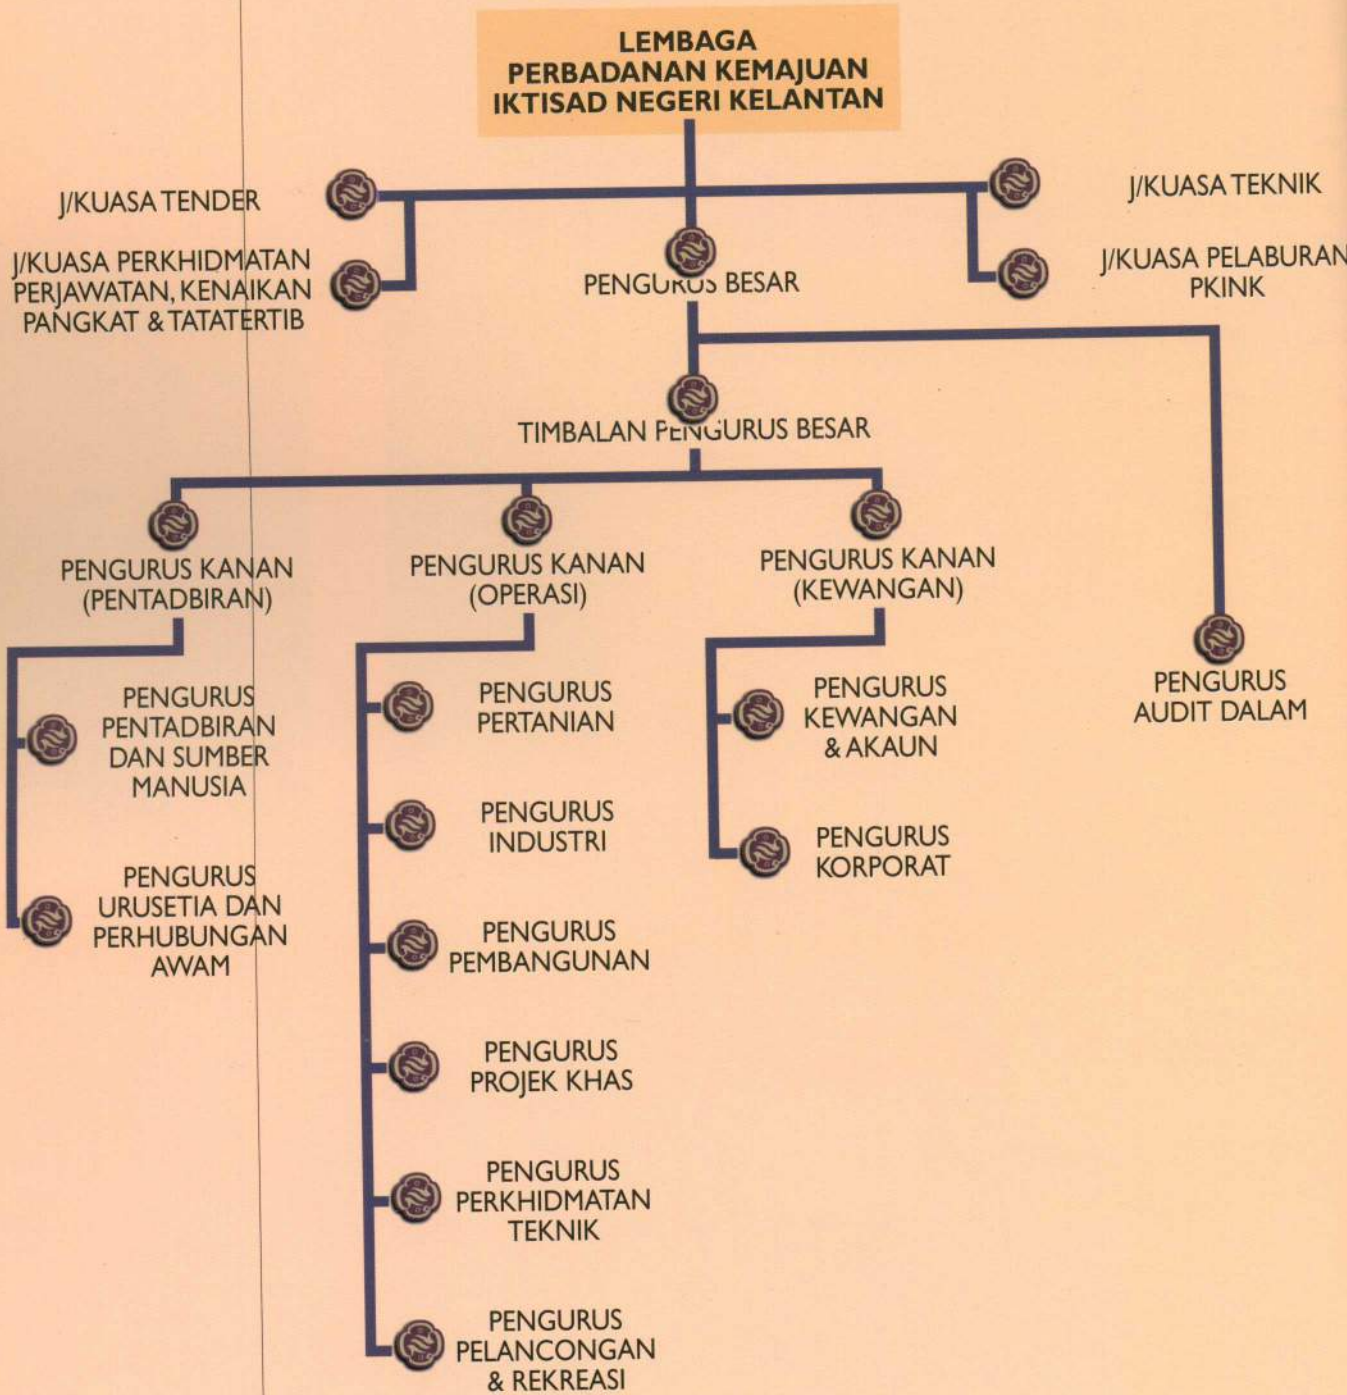 LEMBAGA
PERBADANAN KEMAJUAN
IKTISAD NEGERI KELANTAN
J/KUASA TENDER
J/KUASA PERKHIDMATAN
PERJAWATAN, KENAIKAN
PANGKAT & TATATERTIB
J/KUASA TEKNIK
J/KUASA PELABURAN
PKINK
PENGURUS BESAR
TIMBALAN PENGURUS BESAR
PENGURUS KANAN
(PENTADBIRAN)
PENGURUS
PENTADBIRAN
DAN SUMBER
MANUSIA
PENGURUS
URUSETIA DAN
PERHUBUNGAN
AWAM
PENGURUS KANAN
(OPERASI)
PENGURUS
PERTANIAN
PENGURUS
INDUSTRI
PENGURUS
PEMBANGUNAN
PENGURUS
PROJEK KHAS
PENGURUS
PERKHIDMATAN
TEKNIK
PENGURUS
PELANCONGAN
& REKREASI
PENGURUS KANAN
(KEWANGAN)
PENGURUS
KEWANGAN
& AKAUN
PENGURUS
KORPORAT
PENGURUS
AUDIT DALAM